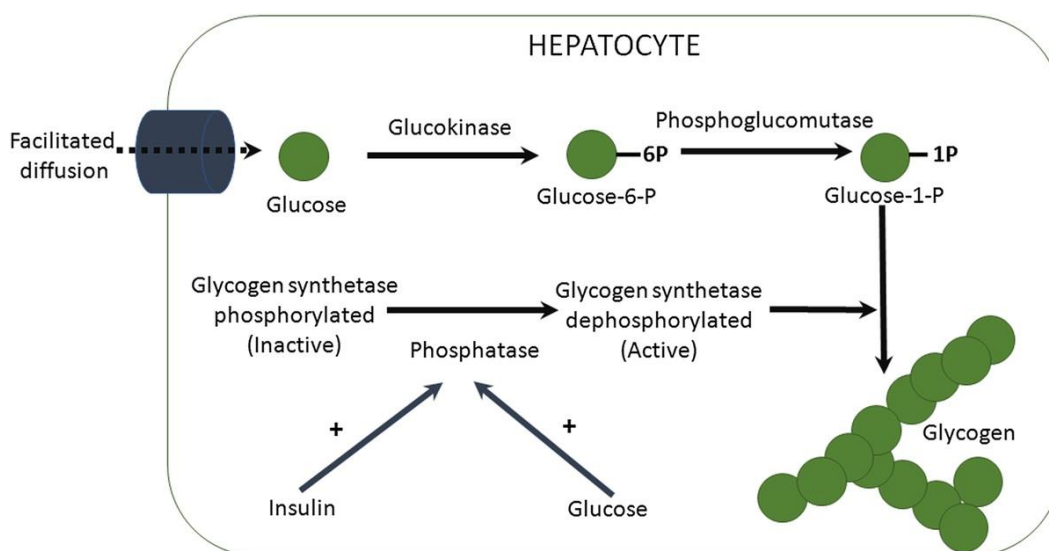 HEPATOCYTE
Facilitated
diffusion
Glucose
Glucokinase
6P
Glucose-6-P
Phosphoglucomutase
1P
Glucose-1-P
Glycogen synthetase
phosphorylated
(Inactive)
Phosphatase
Glycogen synthetase
dephosphorylated
(Active)
+
+
Insulin
Glucose
Glycogen